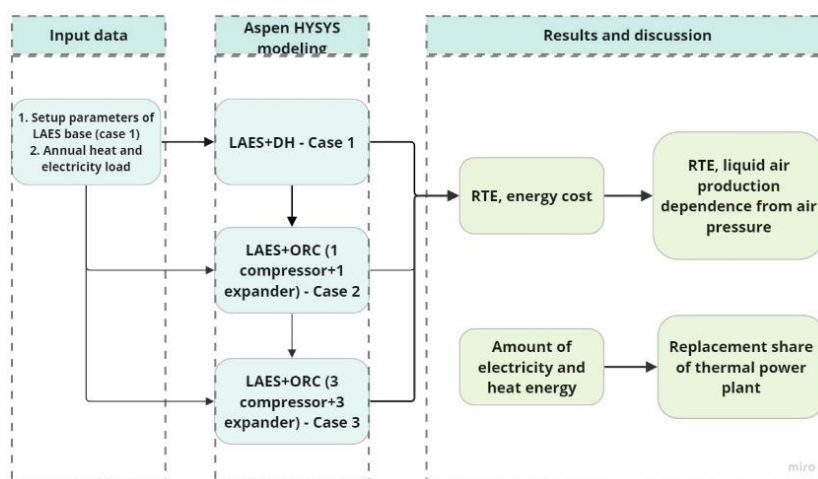 Input data
Aspen HYSYS
modeling
Results and discussion
1. Setup parameters of
LAES base (case 1)
2. Annual heat and
electricity load
LAES+DH - Case 1
LAES+ORC (1
compressor+1
expander) - Case 2
LAES+ORC (3
compressor+3
expander) - Case 3
RTE, energy cost
RTE, liquid air
production
dependence from air
pressure
Amount of
electricity and
heat energy
Replacement share
of thermal power
plant
miro